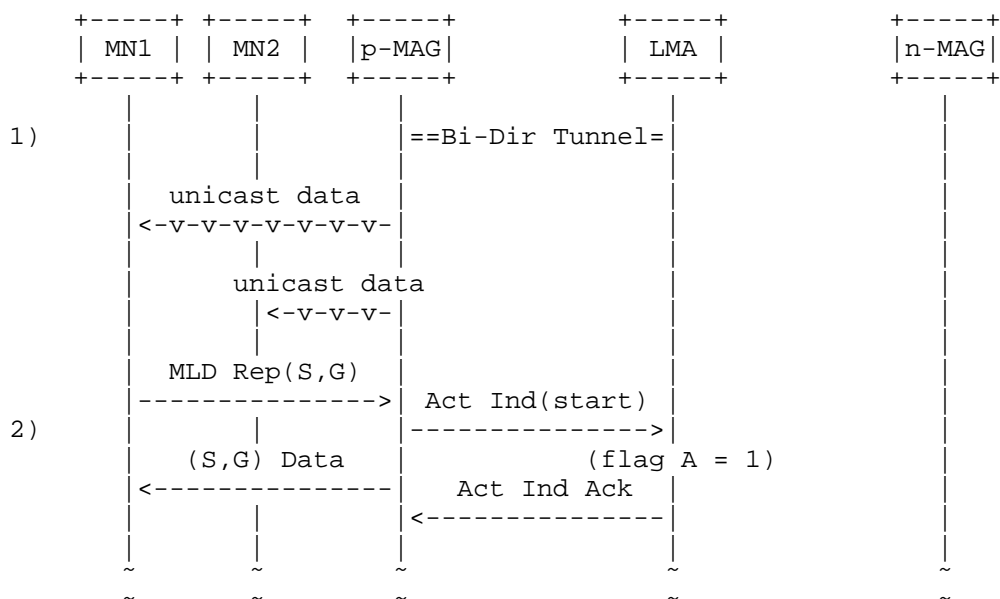 +-----+ +-----+ +-----+ +-----+ +-----+
| MN1 | | MN2 | |p-MAG| | LMA | |n-MAG|
+-----+ +-----+ +-----+ +-----+ +-----+
1) |==Bi-Dir Tunnel=|
unicast data
|<-v-v-v-v-v-v-v-|
unicast data
|<-v-v-v-|
MLD Rep(S,G)
|--------------->| Act Ind(start)
2) |--------------->|
(S,G) Data (flag A = 1)
|<---------------| Act Ind Ack
|<---------------|
~ ~ ~ ~ ~
~ ~ ~ ~ ~